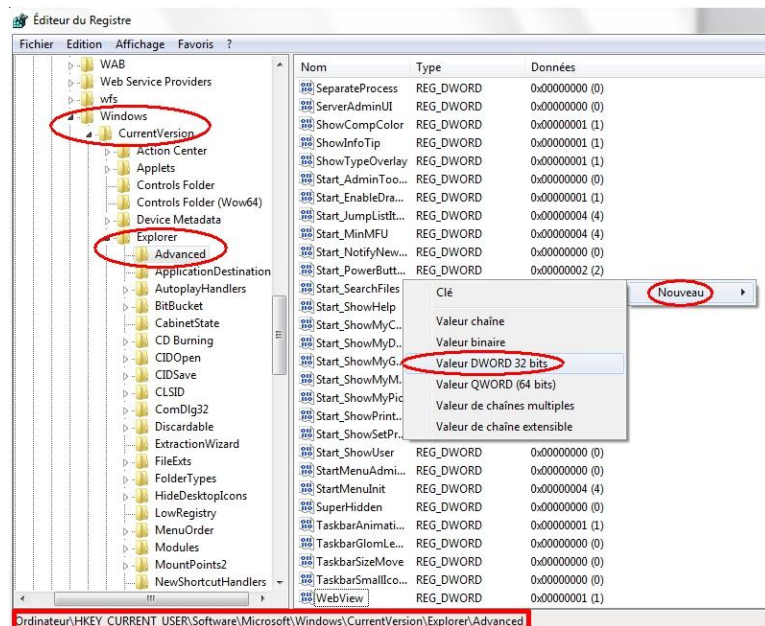 Éditeur du Registre
Fichier Edition Affichage Favoris ?
WAB
Web Service Providers
wfs
Windows
CurrentVersion
Action Center
Applets
Controls Folder
Controls Folder (Wow64)
Device Metadata
Explorer
Advanced
ApplicationDestination
AutoplayHandlers
BitBucket
CabinetState
CD Burning
CIDOpen
CIDSave
CLSID
ComDlg32
Discardable
ExtractionWizard
FileExts
FolderTypes
HideDesktopIcons
LowRegistry
MenuOrder
Modules
MountPoints2
NewShortcutHandlers
Nom Type Données
SeparateProcess REG_DWORD 0x00000000 (0)
ServerAdminUI REG_DWORD 0x00000000 (0)
ShowCompColor REG_DWORD 0x00000001 (1)
ShowInfoTip REG_DWORD 0x00000001 (1)
ShowTypeOverlay REG_DWORD 0x00000001 (1)
Start_AdminToo... REG_DWORD 0x00000000 (0)
Start_EnableDra... REG_DWORD 0x00000001 (1)
Start_JumpListIt... REG_DWORD 0x00000004 (4)
Start_MinMFU REG_DWORD 0x00000004 (4)
Start_NotifyNew... REG_DWORD 0x00000000 (0)
Start_PowerButt... REG_DWORD 0x00000002 (2)
Start_SearchFiles
Start_ShowHelp
Start_ShowMyC...
Start_ShowMyD...
Start_ShowMyG...
Start_ShowMyM...
Start_ShowMyPic
Start_ShowPrint...
Start_ShowSetPr...
Start_ShowUser REG_DWORD 0x00000000 (0)
StartMenuAdmi... REG_DWORD 0x00000000 (0)
StartMenuInit REG_DWORD 0x00000004 (4)
SuperHidden REG_DWORD 0x00000000 (0)
TaskbarAnimati... REG_DWORD 0x00000001 (1)
TaskbarGlomLe... REG_DWORD 0x00000000 (0)
TaskbarSizeMove REG_DWORD 0x00000000 (0)
TaskbarSmallIco... REG_DWORD 0x00000000 (0)
WebView REG_DWORD 0x00000001 (1)
Nouveau
Clé
Valeur chaîne
Valeur binaire
Valeur DWORD 32 bits
Valeur QWORD (64 bits)
Valeur de chaînes multiples
Valeur de chaîne extensible
Ordinateur\HKEY_CURRENT_USER\Software\Microsoft\Windows\CurrentVersion\Explorer\Advanced